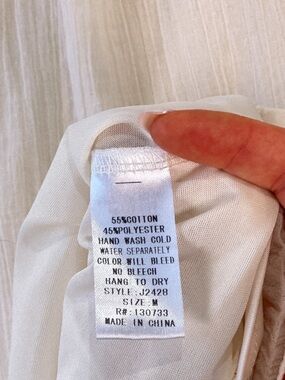 55%COTTON
45%POLYESTER
HAND WASH COLD
WATER SEPARATELY
COLOR WILL BLEED
NO BLEECH
HANG TO DRY
STYLE:J2428
SIZE:M
R#:130733
MADE IN CHINA